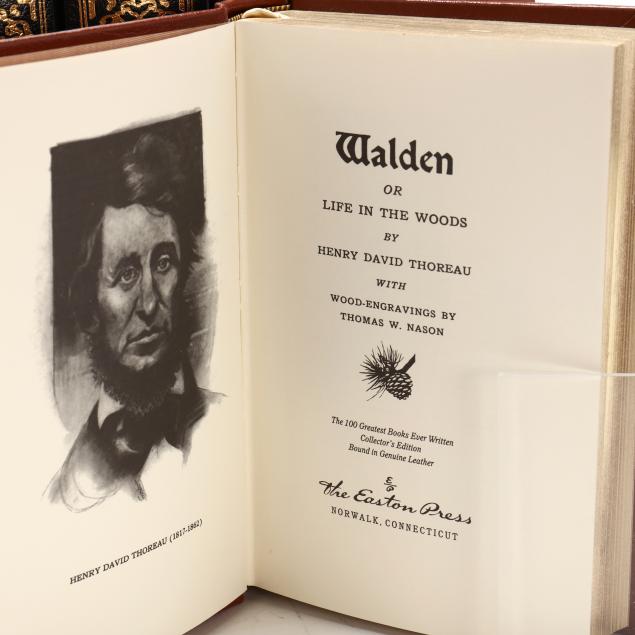 HENRY DAVID THOREAU (1817-1862)
Walden
OR
LIFE IN THE WOODS
BY
HENRY DAVID THOREAU
WITH
WOOD-ENGRAVINGS BY
THOMAS W. NASON
The 100 Greatest Books Ever Written
Collector's Edition
Bound in Genuine Leather
The Easton Press
NORWALK, CONNECTICUT